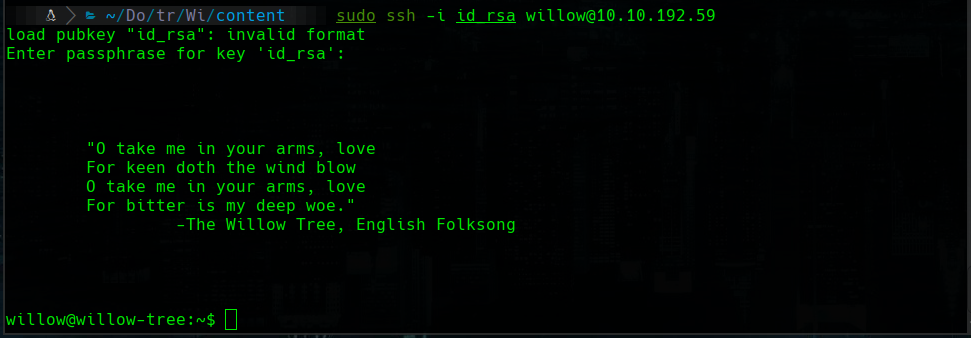 ~/Do/tr/Wi/content sudo ssh -i id_rsa willow@10.10.192.59
load pubkey "id_rsa": invalid format
Enter passphrase for key 'id_rsa':
"O take me in your arms, love
For keen doth the wind blow
O take me in your arms, love
For bitter is my deep woe."
-The Willow Tree, English Folksong
willow@willow-tree:~$